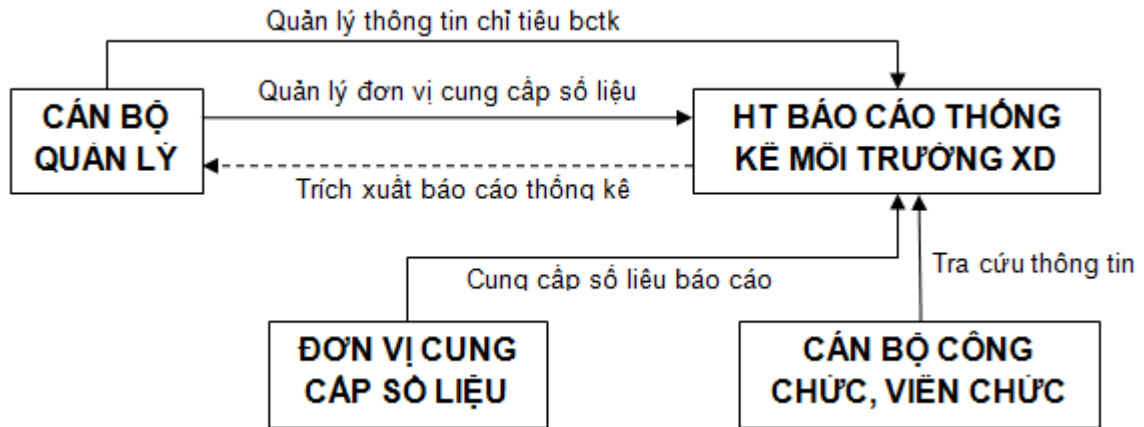 Quản lý thông tin chỉ tiêu bctk
Quản lý đơn vị cung cấp số liệu
CÁN BỘ
QUẢN LÝ
HT BÁO CÁO THỐNG
KÊ MÔI TRƯỜNG XD
Trích xuất báo cáo thống kê
Cung cấp số liệu báo cáo
Tra cứu thông tin
ĐƠN VỊ CUNG
CẤP SỐ LIỆU
CÁN BỘ CÔNG
CHỨC, VIÊN CHỨC